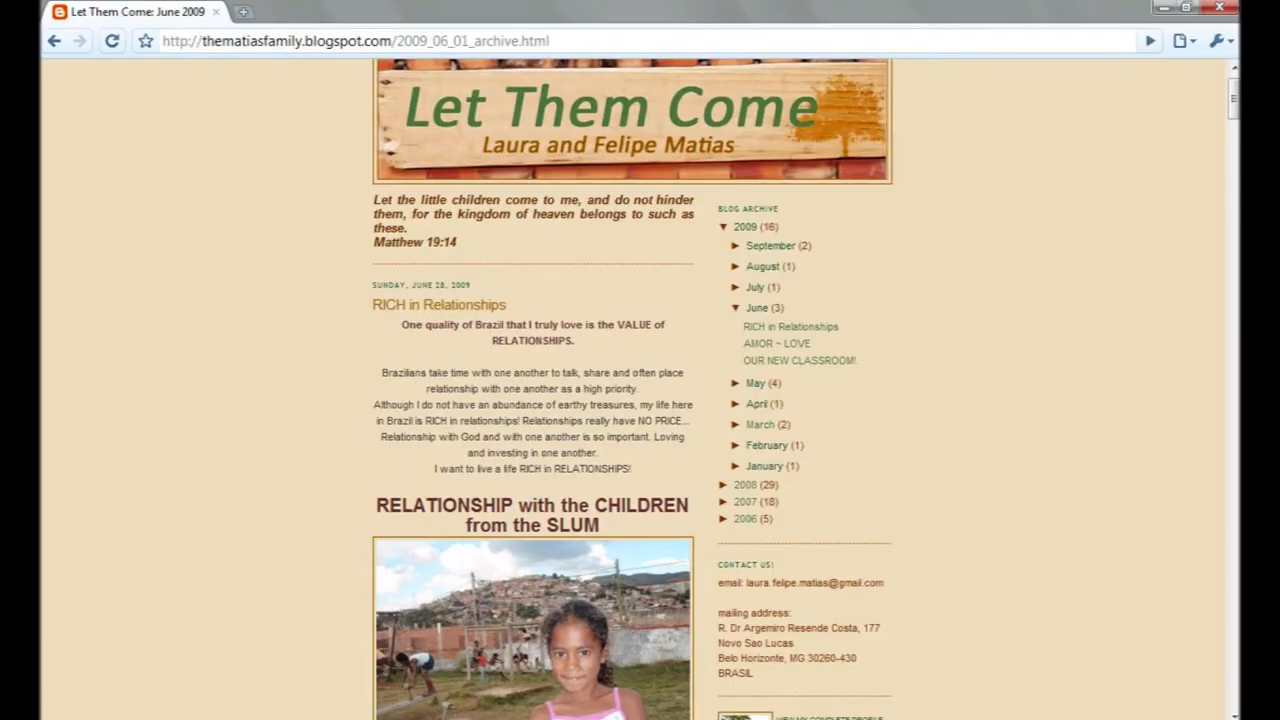 Let Them Come: June 2009
http://thematiasfamily.blogspot.com/2009_06_01_archive.html
Let Them Come
Laura and Felipe Matias
Let the little children come to me, and do not hinder
them, for the kingdom of heaven belongs to such as
these.
Matthew 19:14
SUNDAY, JUNE 28, 2009
RICH in Relationships
One quality of Brazil that I truly love is the VALUE of
RELATIONSHIPS.
Brazilians take time with one another to talk, share and often place
relationship with one another as a high priority.
Although I do not have an abundance of earthy treasures, my life here
in Brazil is RICH in relationships! Relationships really have NO PRICE...
Relationship with God and with one another is so important. Loving
and investing in one another.
I want to live a life RICH in RELATIONSHIPS!
RELATIONSHIP with the CHILDREN
from the SLUM
BLOG ARCHIVE
▼ 2009 (16)
► September (2)
► August (1)
► July (1)
▼ June (3)
RICH in Relationships
AMOR ~ LOVE
OUR NEW CLASSROOM!
► May (4)
► April (1)
► March (2)
► February (1)
► January (1)
► 2008 (29)
► 2007 (18)
► 2006 (5)
CONTACT US:
email: laura.felipe.matias@gmail.com
mailing address:
R. Dr Argemiro Resende Costa, 177
Novo Sao Lucas
Belo Horizonte, MG 30260-430
BRASIL
VIEW MY COMPLETE PROFILE